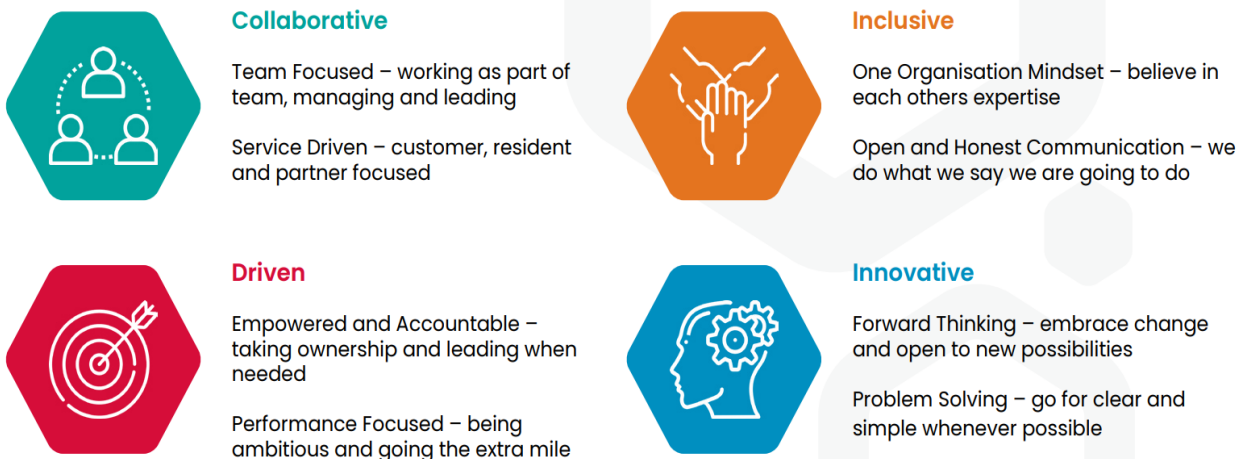 Collaborative
Team Focused – working as part of
team, managing and leading
Service Driven – customer, resident
and partner focused
Inclusive
One Organisation Mindset – believe in
each others expertise
Open and Honest Communication – we
do what we say we are going to do
Driven
Empowered and Accountable –
taking ownership and leading when
needed
Performance Focused – being
ambitious and going the extra mile
Innovative
Forward Thinking – embrace change
and open to new possibilities
Problem Solving – go for clear and
simple whenever possible